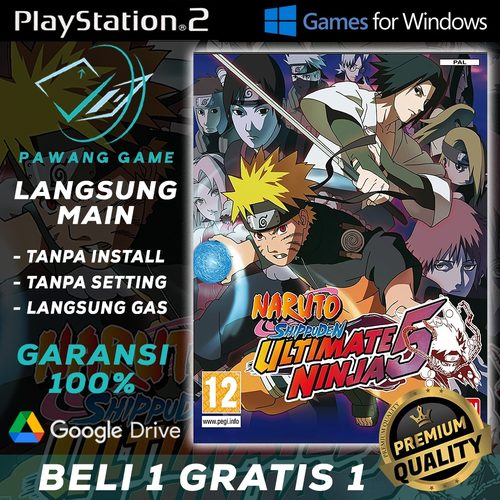 PlayStation®2
Games for Windows
PAL
PAWANG GAME
LANGSUNG
MAIN
- TANPA INSTALL
- TANPA SETTING
- LANGSUNG GAS
GARANSI
100%
Google Drive
NARUTO
SHIPPUDEN
ULTIMATE
NINJA 5
12
www.pegi.info
PREMIUM
QUALITY
BELI 1 GRATIS 1